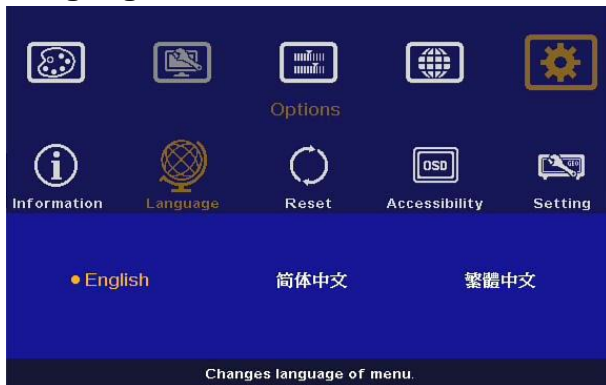 Options
Information Language Reset Accessibility Setting
OSD
GEO
• English 简体中文 繁體中文
Changes language of menu.